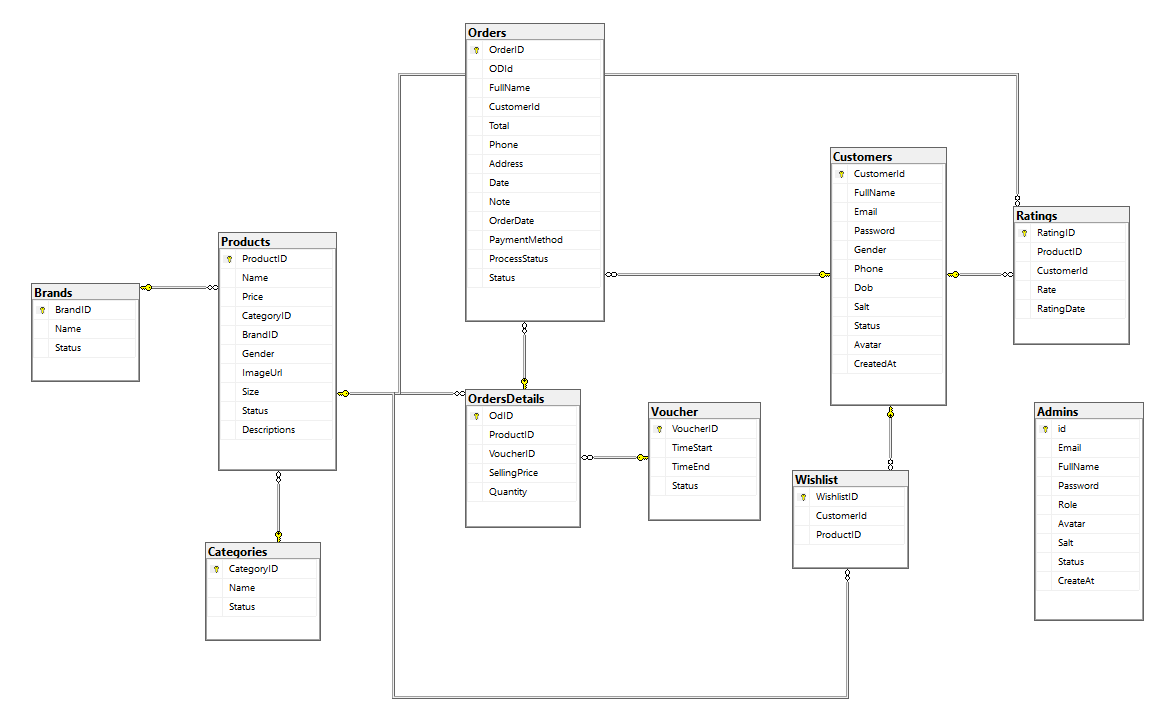 Orders
OrderID
ODId
FullName
CustomerId
Total
Phone
Address
Date
Note
OrderDate
PaymentMethod
ProcessStatus
Status
Customers
CustomerId
FullName
Email
Password
Gender
Phone
Dob
Salt
Status
Avatar
CreatedAt
Ratings
RatingID
ProductID
CustomerId
Rate
RatingDate
Products
ProductID
Name
Price
CategoryID
BrandID
Gender
ImageUrl
Size
Status
Descriptions
Brands
BrandID
Name
Status
OrdersDetails
OdID
ProductID
VoucherID
SellingPrice
Quantity
Voucher
VoucherID
TimeStart
TimeEnd
Status
Admins
id
Email
FullName
Password
Role
Avatar
Salt
Status
CreateAt
Wishlist
WishlistID
CustomerId
ProductID
Categories
CategoryID
Name
Status